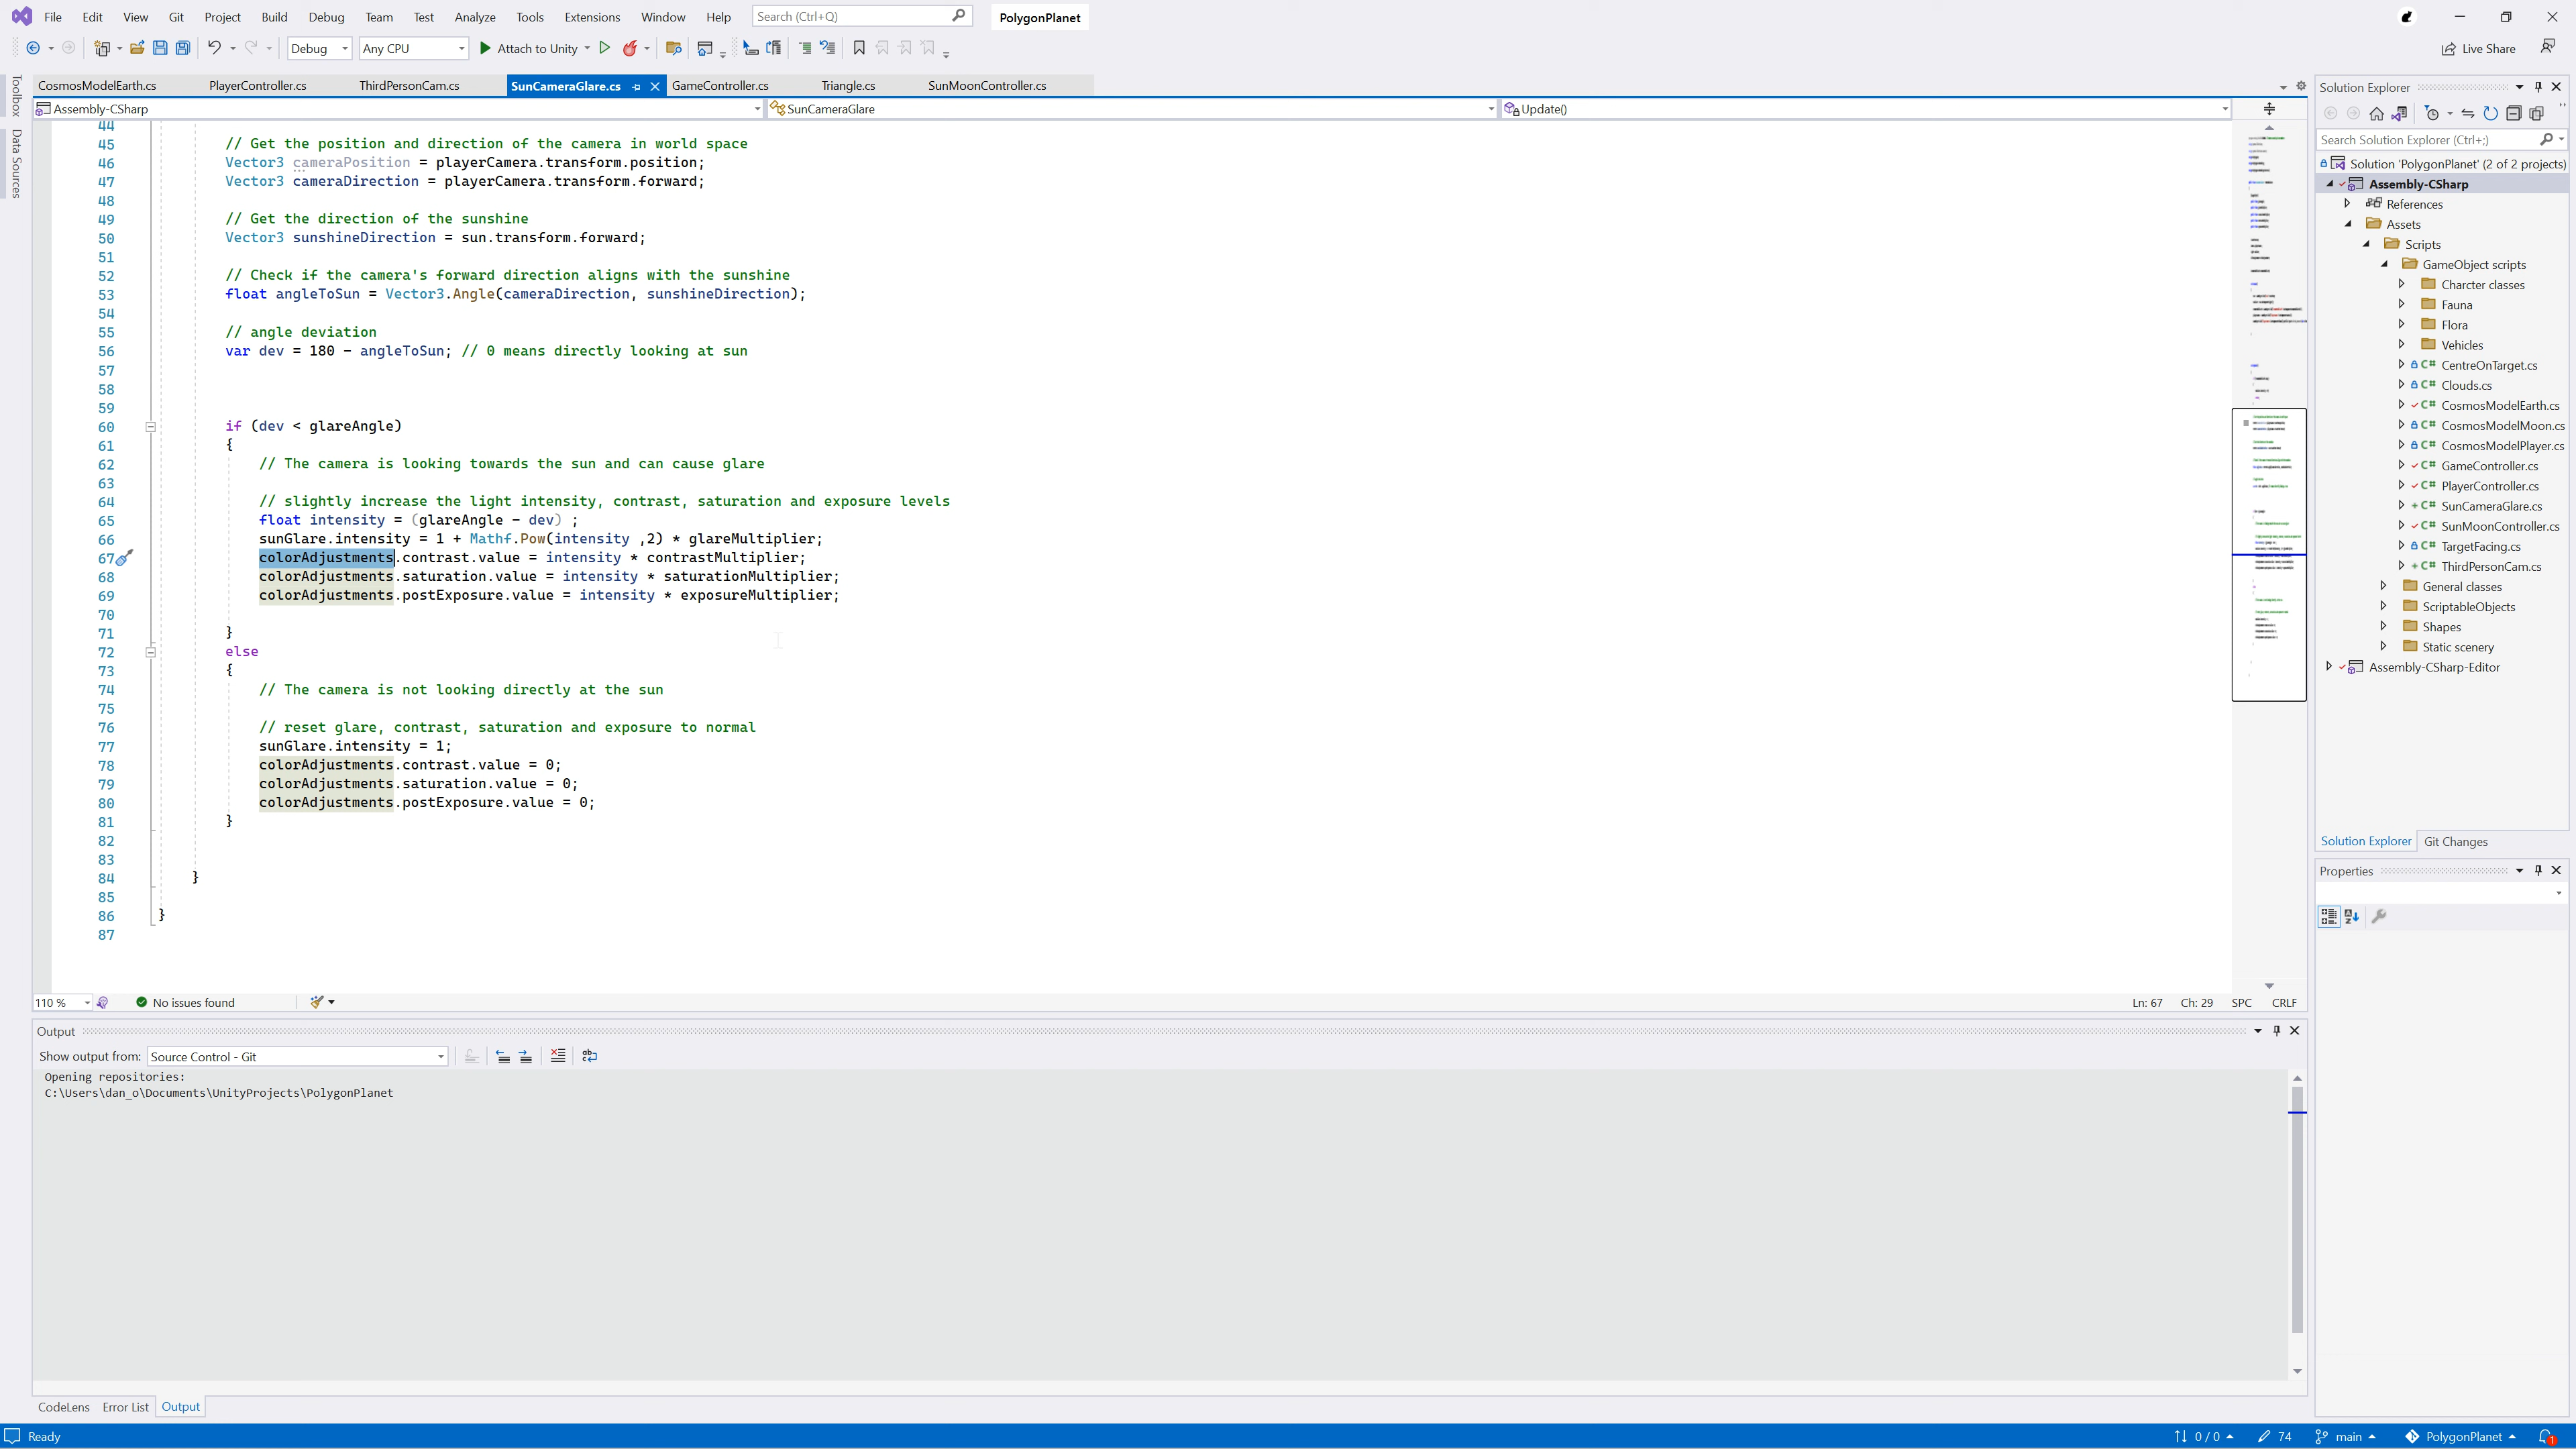 File Edit View Git Project Build Debug Team Test Analyze Tools Extensions Window Help Search (Ctrl+Q) PolygonPlanet
Debug Any CPU Attach to Unity Live Share
Toolbox
Data Sources
CosmosModelEarth.cs PlayerController.cs ThirdPersonCam.cs SunCameraGlare.cs GameController.cs Triangle.cs SunMoonController.cs
Assembly-CSharp SunCameraGlare Update()
44
45 // Get the position and direction of the camera in world space
46 Vector3 cameraPosition = playerCamera.transform.position;
47 Vector3 cameraDirection = playerCamera.transform.forward;
48
49 // Get the direction of the sunshine
50 Vector3 sunshineDirection = sun.transform.forward;
51
52 // Check if the camera's forward direction aligns with the sunshine
53 float angleToSun = Vector3.Angle(cameraDirection, sunshineDirection);
54
55 // angle deviation
56 var dev = 180 - angleToSun; // 0 means directly looking at sun
57
58
59
60 if (dev < glareAngle)
61 {
62 // The camera is looking towards the sun and can cause glare
63
64 // slightly increase the light intensity, contrast, saturation and exposure levels
65 float intensity = (glareAngle - dev) ;
66 sunGlare.intensity = 1 + Mathf.Pow(intensity ,2) * glareMultiplier;
67 colorAdjustments.contrast.value = intensity * contrastMultiplier;
68 colorAdjustments.saturation.value = intensity * saturationMultiplier;
69 colorAdjustments.postExposure.value = intensity * exposureMultiplier;
70
71 }
72 else
73 {
74 // The camera is not looking directly at the sun
75
76 // reset glare, contrast, saturation and exposure to normal
77 sunGlare.intensity = 1;
78 colorAdjustments.contrast.value = 0;
79 colorAdjustments.saturation.value = 0;
80 colorAdjustments.postExposure.value = 0;
81 }
82
83
84 }
85
86 }
87
110 % No issues found Ln: 67 Ch: 29 SPC CRLF
Output
Show output from: Source Control - Git
Opening repositories:
C:\Users\dan_o\Documents\UnityProjects\PolygonPlanet
CodeLens Error List Output
Solution Explorer
Search Solution Explorer (Ctrl+;)
Solution 'PolygonPlanet' (2 of 2 projects)
Assembly-CSharp
References
Assets
Scripts
GameObject scripts
Charcter classes
Fauna
Flora
Vehicles
C# CentreOnTarget.cs
C# Clouds.cs
C# CosmosModelEarth.cs
C# CosmosModelMoon.cs
C# CosmosModelPlayer.cs
C# GameController.cs
C# PlayerController.cs
C# SunCameraGlare.cs
C# SunMoonController.cs
C# TargetFacing.cs
C# ThirdPersonCam.cs
General classes
ScriptableObjects
Shapes
Static scenery
Assembly-CSharp-Editor
Solution Explorer Git Changes
Properties
Ready 0 / 0 74 main PolygonPlanet 1